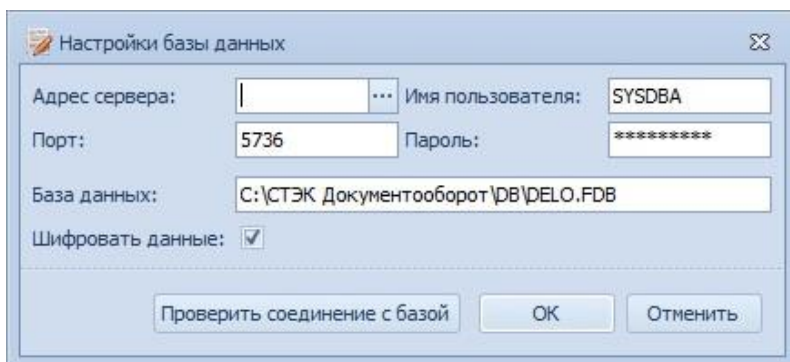 Настройки базы данных
Адрес сервера: ... Имя пользователя: SYSDBA
Порт: 5736 Пароль: *********
База данных: C:\СТЭК Документооборот\DB\DELO.FDB
Шифровать данные:
Проверить соединение с базой ОК Отменить